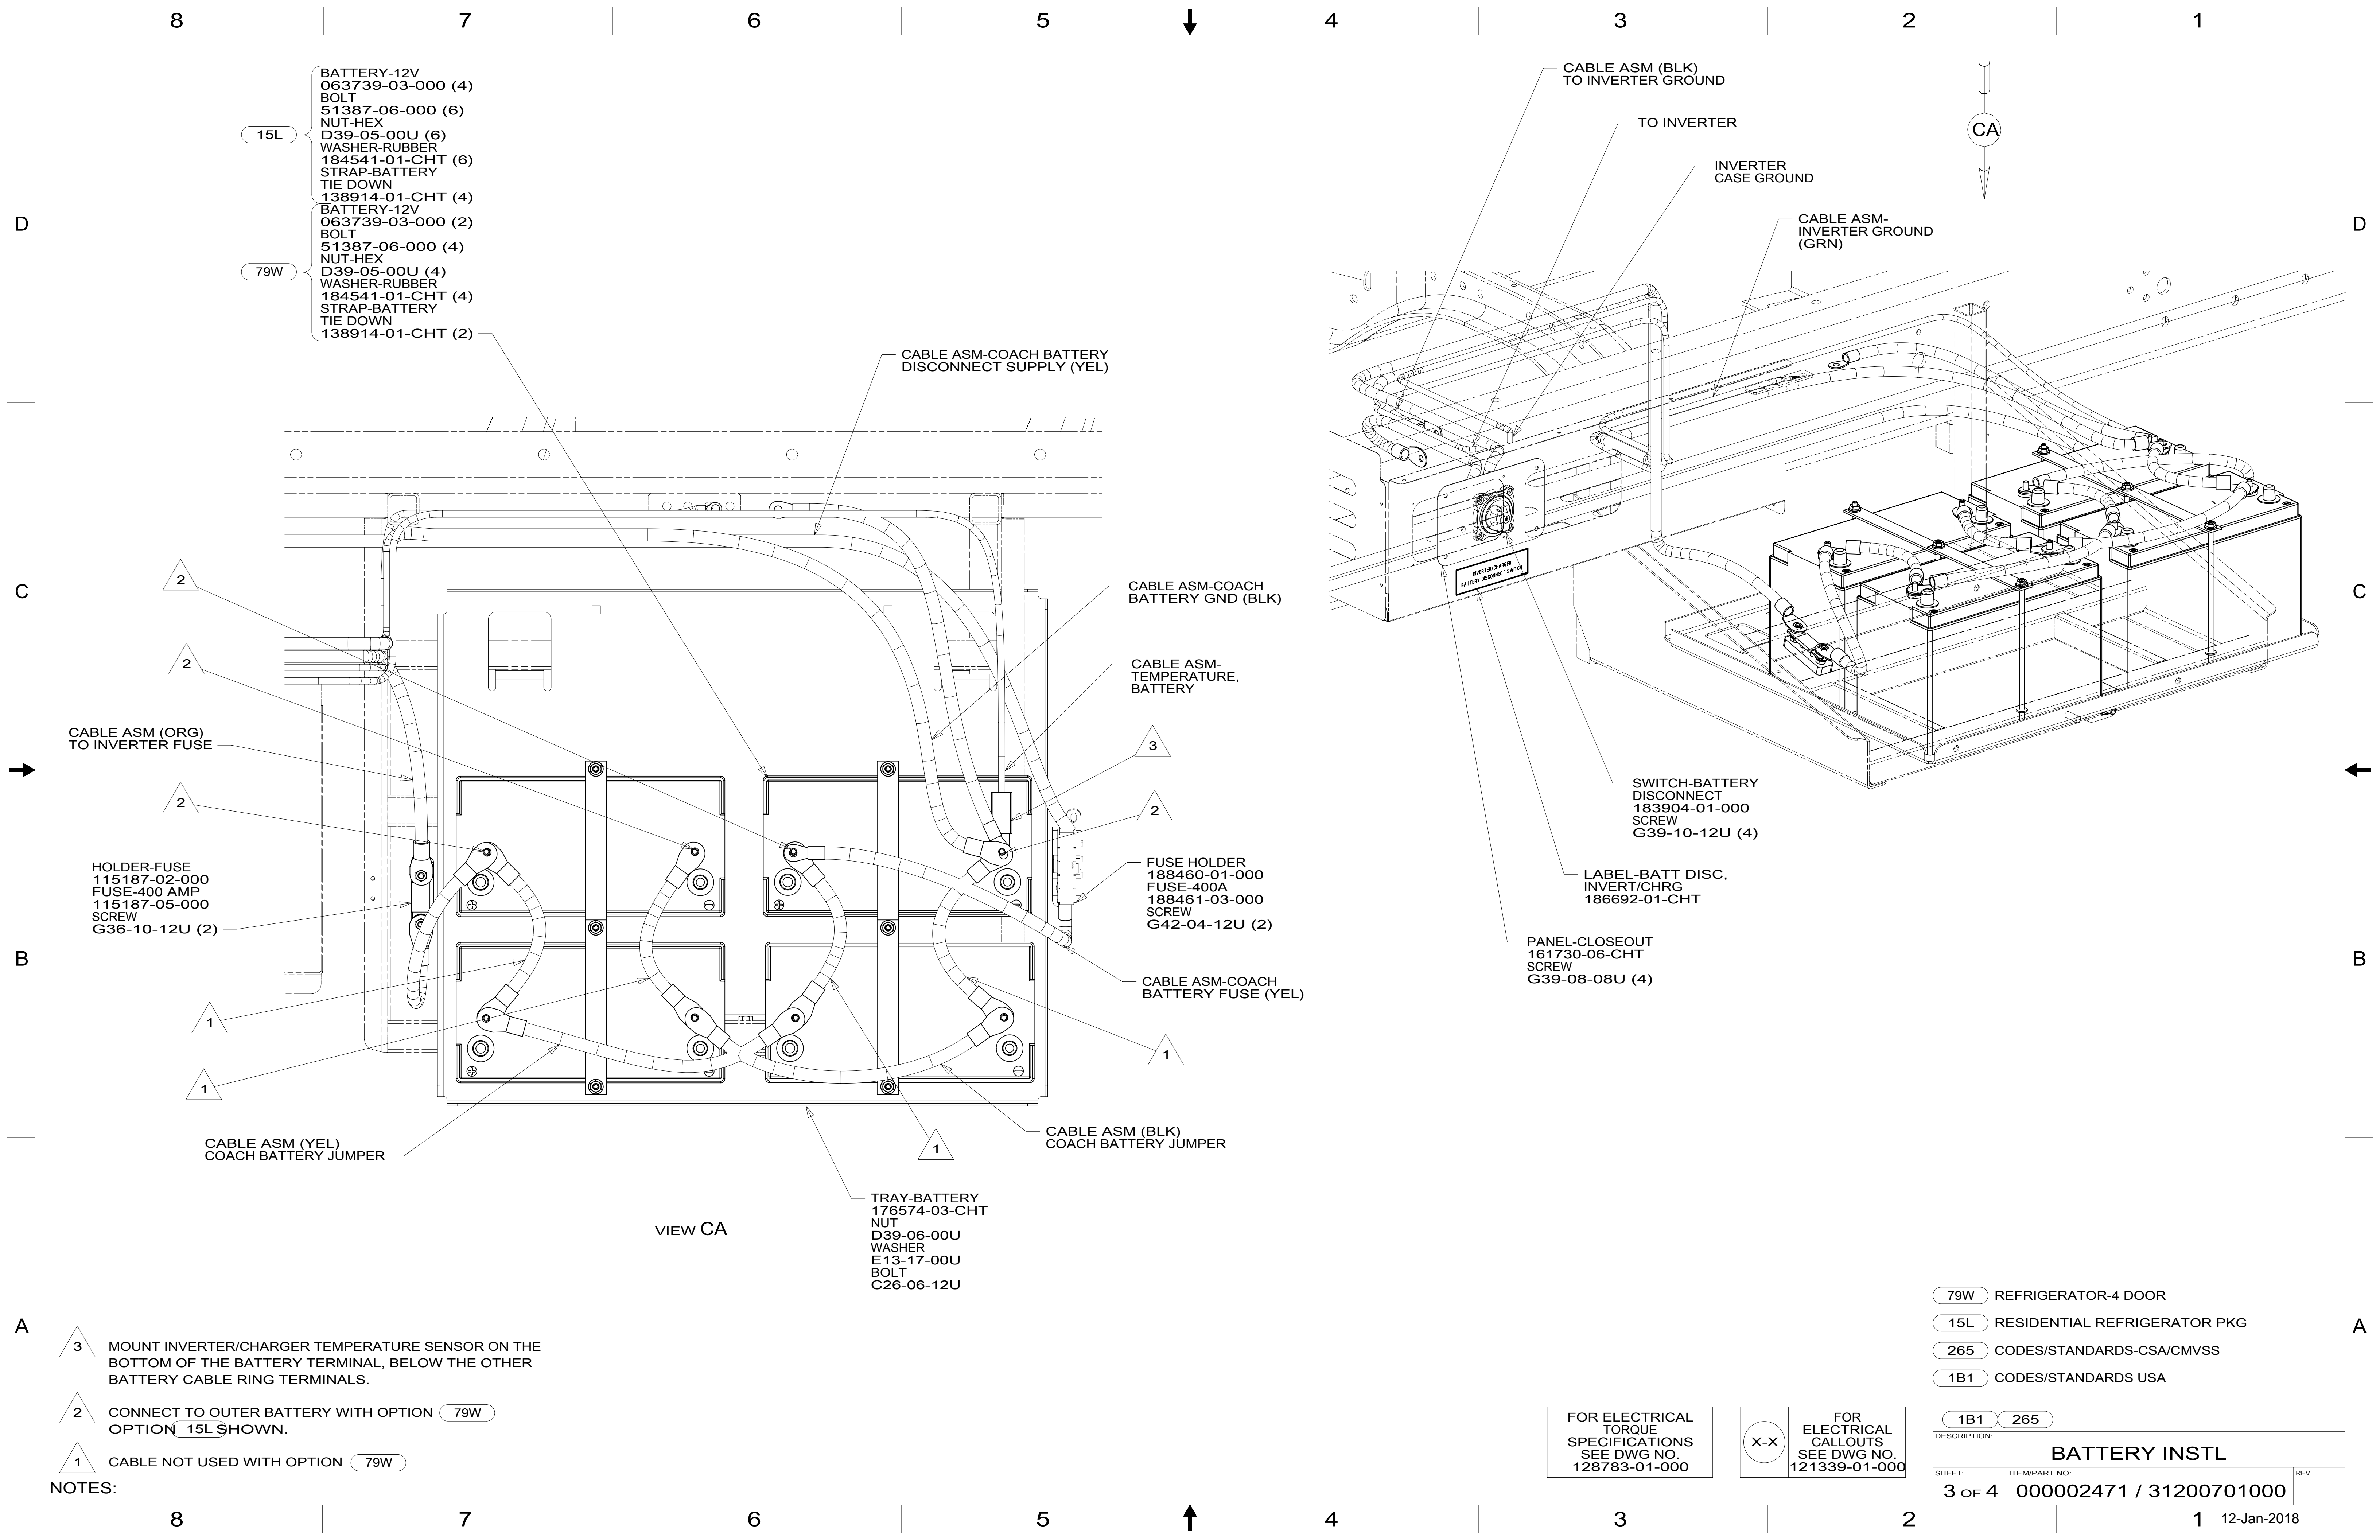 8 7 6 5 4 3 2 1
D
D
C
C
B
B
A
A
15L
BATTERY-12V
063739-03-000 (4)
BOLT
51387-06-000 (6)
NUT-HEX
D39-05-00U (6)
WASHER-RUBBER
184541-01-CHT (6)
STRAP-BATTERY
TIE DOWN
138914-01-CHT (4)
79W
BATTERY-12V
063739-03-000 (2)
BOLT
51387-06-000 (4)
NUT-HEX
D39-05-00U (4)
WASHER-RUBBER
184541-01-CHT (4)
STRAP-BATTERY
TIE DOWN
138914-01-CHT (2)
CABLE ASM-COACH BATTERY
DISCONNECT SUPPLY (YEL)
2
2
CABLE ASM (ORG)
TO INVERTER FUSE
2
HOLDER-FUSE
115187-02-000
FUSE-400 AMP
115187-05-000
SCREW
G36-10-12U (2)
1
1
CABLE ASM (YEL)
COACH BATTERY JUMPER
CABLE ASM-COACH
BATTERY GND (BLK)
CABLE ASM-
TEMPERATURE,
BATTERY
3
2
FUSE HOLDER
188460-01-000
FUSE-400A
188461-03-000
SCREW
G42-04-12U (2)
CABLE ASM-COACH
BATTERY FUSE (YEL)
1
CABLE ASM (BLK)
COACH BATTERY JUMPER
1
TRAY-BATTERY
176574-03-CHT
NUT
D39-06-00U
WASHER
E13-17-00U
BOLT
C26-06-12U
VIEW CA
CABLE ASM (BLK)
TO INVERTER GROUND
TO INVERTER
INVERTER
CASE GROUND
CABLE ASM-
INVERTER GROUND
(GRN)
CA
INVERTER/CHARGER
BATTERY DISCONNECT SWITCH
SWITCH-BATTERY
DISCONNECT
183904-01-000
SCREW
G39-10-12U (4)
LABEL-BATT DISC,
INVERT/CHRG
186692-01-CHT
PANEL-CLOSEOUT
161730-06-CHT
SCREW
G39-08-08U (4)
3 MOUNT INVERTER/CHARGER TEMPERATURE SENSOR ON THE
BOTTOM OF THE BATTERY TERMINAL, BELOW THE OTHER
BATTERY CABLE RING TERMINALS.
2 CONNECT TO OUTER BATTERY WITH OPTION 79W
OPTION 15L SHOWN.
1 CABLE NOT USED WITH OPTION 79W
NOTES:
79W REFRIGERATOR-4 DOOR
15L RESIDENTIAL REFRIGERATOR PKG
265 CODES/STANDARDS-CSA/CMVSS
1B1 CODES/STANDARDS USA
1B1 265
FOR ELECTRICAL
TORQUE
SPECIFICATIONS
SEE DWG NO.
128783-01-000
X-X
FOR
ELECTRICAL
CALLOUTS
SEE DWG NO.
121339-01-000
DESCRIPTION:
BATTERY INSTL
SHEET:
3 OF 4
ITEM/PART NO:
000002471 / 31200701000
REV
8 7 6 5 4 3 2 1
12-Jan-2018